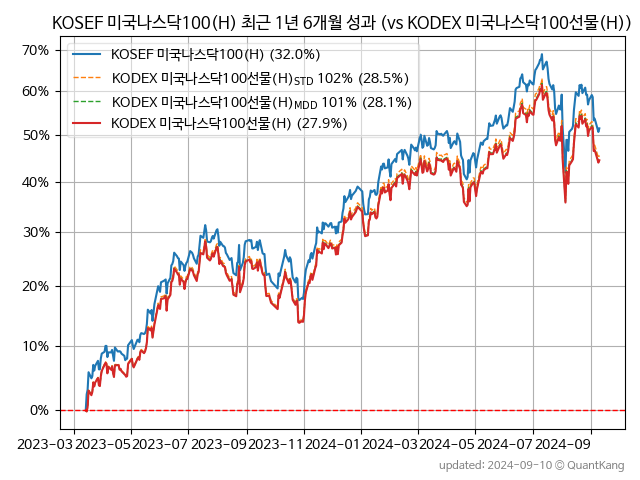 KOSEF 미국나스닥100(H) 최근 1년 6개월 성과 (vs KODEX 미국나스닥100선물(H))
70%
60%
50%
40%
30%
20%
10%
0%
KOSEF 미국나스닥100(H) (32.0%)
KODEX 미국나스닥100선물(H)STD 102% (28.5%)
KODEX 미국나스닥100선물(H)MDD 101% (28.1%)
KODEX 미국나스닥100선물(H) (27.9%)
2023-03 2023-05 2023-07 2023-09 2023-11 2024-01 2024-03 2024-05 2024-07 2024-09
updated: 2024-09-10 © QuantKang